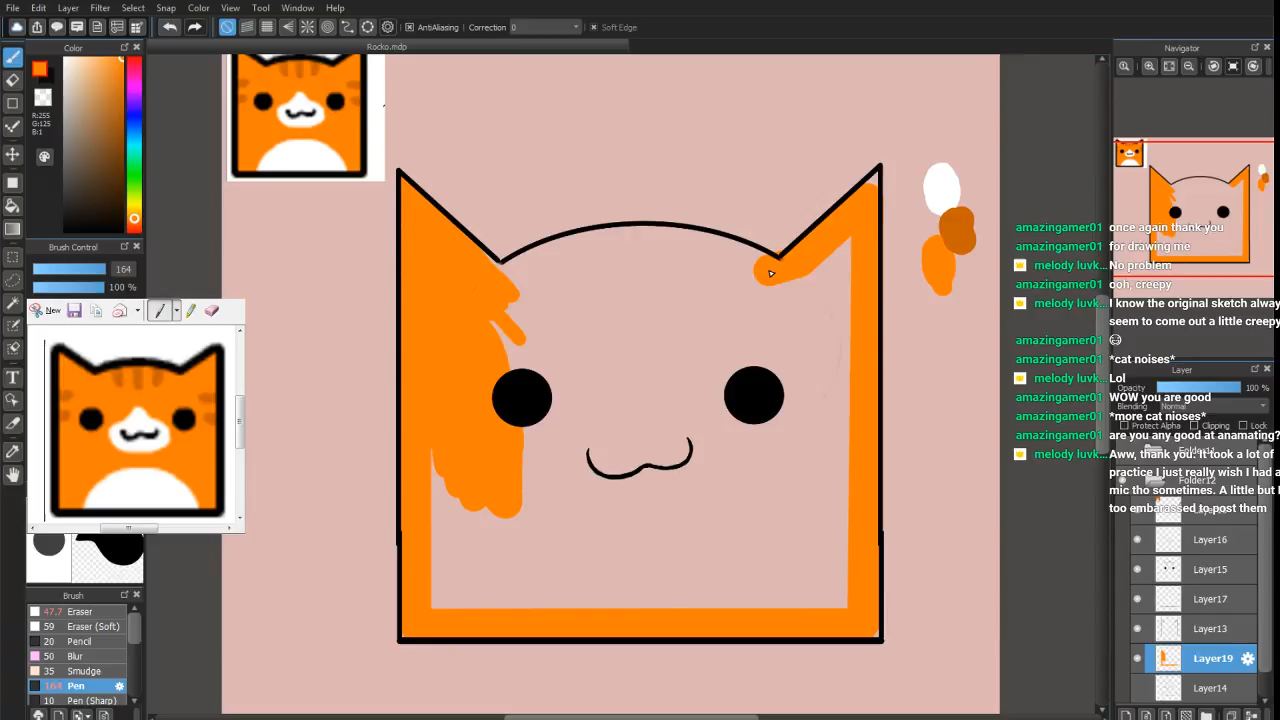 File Edit Layer Filter Select Snap Color View Tool Window Help
AntiAliasing Correction 0 Soft Edge
Color
Rocko.mdp
Navigator
R:255
G:125
B:1
Brush Control
164
100 %
New
Brush
47.7 Eraser
59 Eraser (Soft)
20 Pencil
50 Blur
35 Smudge
164 Pen
10 Pen (Sharp)
amazingamer01 once again thank you
amazingamer01 for drawing me
melody luvk... No problem
amazingamer01 ooh, creepy
melody luvk... I know the original sketch alway
seem to come out a little creepy
amazingamer01
amazingamer01 *cat noises*
melody luvk... Lol
amazingamer01 WOW you are good
amazingamer01 *more cat nioses*
amazingamer01 are you any good at anamating?
melody luvk... Aww, thank you it took a lot of
practice I just really wish I had a
mic tho sometimes. A little but I
too embarassed to post them
Layer
Opacity 100 %
Blending Normal
Protect Alpha Clipping Lock
Folder12
Layer16
Layer15
Layer17
Layer13
Layer19
Layer14